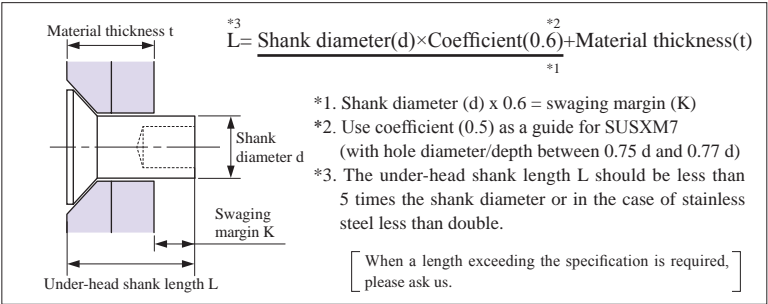 Material thickness t
*3 *2
L= Shank diameter(d)×Coefficient(0.6)+Material thickness(t)
*1
*1. Shank diameter (d) x 0.6 = swaging margin (K)
*2. Use coefficient (0.5) as a guide for SUSXM7
(with hole diameter/depth between 0.75 d and 0.77 d)
*3. The under-head shank length L should be less than
5 times the shank diameter or in the case of stainless
steel less than double.
When a length exceeding the specification is required,
please ask us.
Shank
diameter d
Swaging
margin K
Under-head shank length L